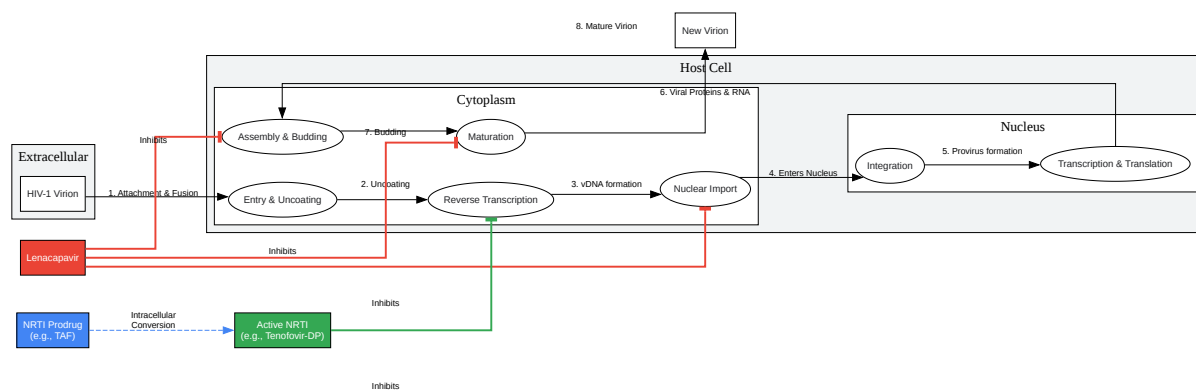 8. Mature Virion
New Virion
Host Cell
6. Viral Proteins & RNA
Cytoplasm
Nucleus
Inhibits
Assembly & Budding
7. Budding
Maturation
Extracellular
5. Provirus formation
Integration
Transcription & Translation
HIV-1 Virion
1. Attachment & Fusion
Entry & Uncoating
2. Uncoating
Reverse Transcription
3. vDNA formation
Nuclear Import
4. Enters Nucleus
Lenacapavir
Inhibits
Inhibits
NRTI Prodrug
(e.g., TAF)
Intracellular
Conversion
Active NRTI
(e.g., Tenofovir-DP)
Inhibits